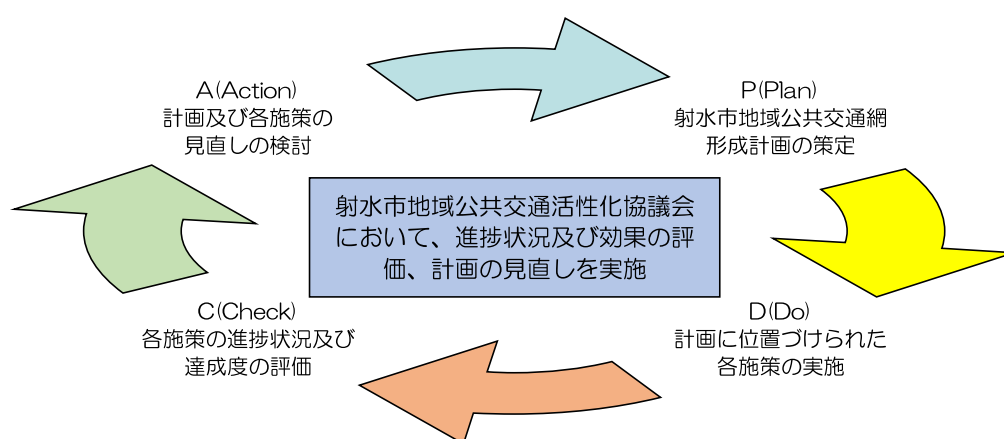 A(Action)
計画及び各施策の
見直しの検討
P(Plan)
射水市地域公共交通網
形成計画の策定
射水市地域公共交通活性化協議会
において、進捗状況及び効果の評
価、計画の見直しを実施
C(Check)
各施策の進捗状況及び
達成度の評価
D(Do)
計画に位置づけられた
各施策の実施